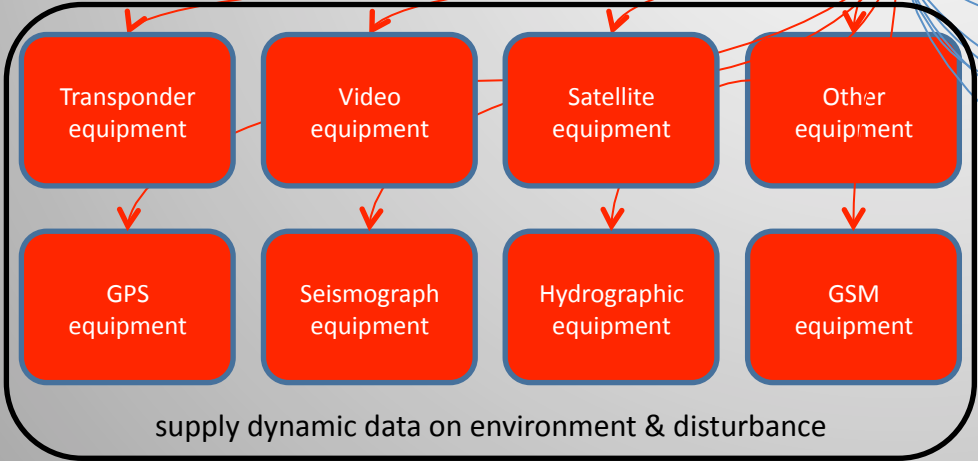 Transponder
equipment
Video
equipment
Satellite
equipment
Other
equipment
GPS
equipment
Seismograph
equipment
Hydrographic
equipment
GSM
equipment
supply dynamic data on environment & disturbance